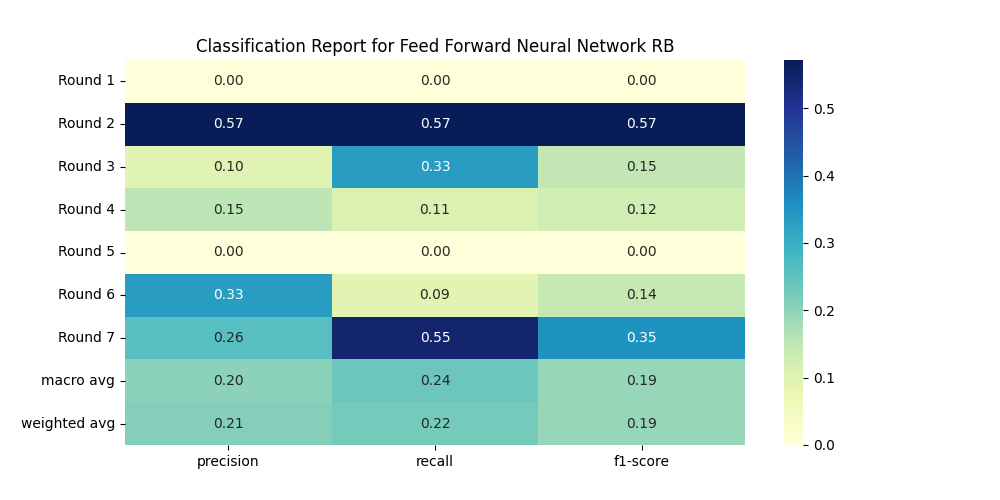 Classification Report for Feed Forward Neural Network RB
Round 1 0.00 0.00 0.00
Round 2 0.57 0.57 0.57
Round 3 0.10 0.33 0.15
Round 4 0.15 0.11 0.12
Round 5 0.00 0.00 0.00
Round 6 0.33 0.09 0.14
Round 7 0.26 0.55 0.35
macro avg 0.20 0.24 0.19
weighted avg 0.21 0.22 0.19
precision recall f1-score
0.5
0.4
0.3
0.2
0.1
0.0